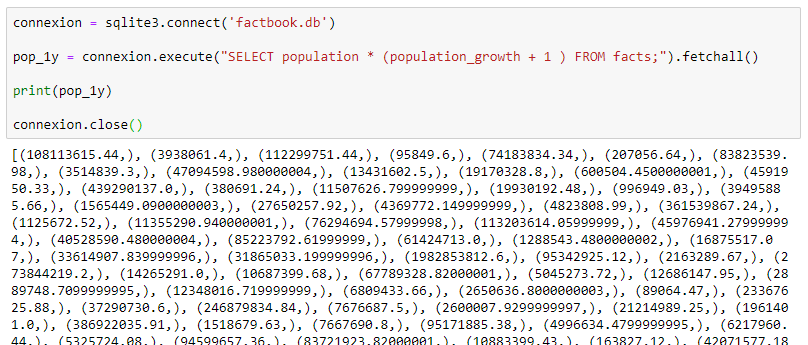 connexion = sqlite3.connect('factbook.db')
pop_1y = connexion.execute("SELECT population * (population_growth + 1 ) FROM facts;").fetchall()
print(pop_1y)
connexion.close()
[(108113615.44,), (3938061.4,), (112299751.44,), (95849.6,), (74183834.34,), (207056.64,), (83823539.
98,), (3514839.3,), (47094598.980000004,), (13431602.5,), (19170328.8,), (600504.4500000001,), (4591
950.33,), (439290137.0,), (380691.24,), (11507626.799999999,), (19930192.48,), (996949.03,), (3949588
5.66,), (1565449.0900000003,), (27650257.92,), (4369772.149999999,), (4823808.99,), (361539867.24,),
(1125672.52,), (11355290.940000001,), (76294694.57999998,), (113203614.05999999,), (45976941.27999999
4,), (40528590.480000004,), (85223792.61999999,), (61424713.0,), (1288543.4800000002,), (16875517.0
7,), (33614907.839999996,), (31865033.199999996,), (1982853812.6,), (95342925.12,), (2163289.67,), (2
73844219.2,), (14265291.0,), (10687399.68,), (67789328.82000001,), (5045273.72,), (12686147.95,), (28
89748.7099999995,), (12348016.719999999,), (6809433.66,), (2650636.8000000003,), (89064.47,), (233676
25.88,), (37290730.6,), (246879834.84,), (7676687.5,), (2600007.9299999997,), (21214989.25,), (196140
1.0,), (386922035.91,), (1518679.63,), (7667690.8,), (95171885.38,), (4996634.4799999995,), (6217960.
44,), (5325724.08,), (94599657.36,), (83721923.82000001,), (10883399.43,), (163827.12,), (42071577.18